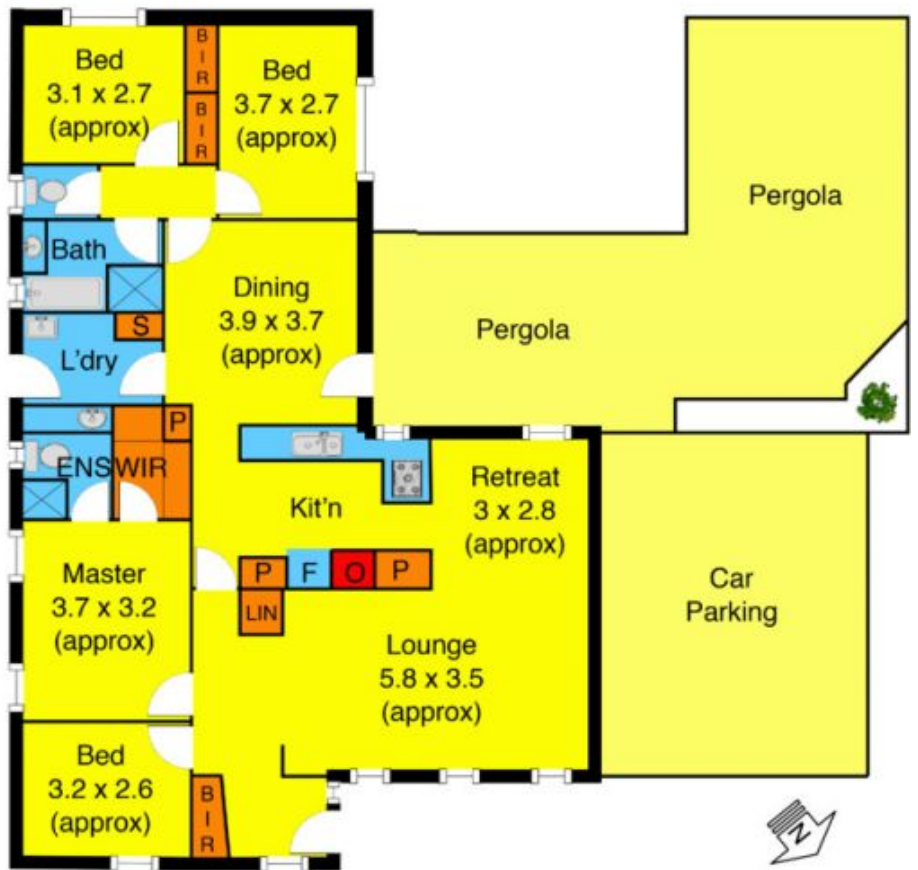 Bed
3.1 x 2.7
(approx)
B
I
R
B
I
R
Bed
3.7 x 2.7
(approx)
Pergola
Bath
Dining
3.9 x 3.7
(approx)
Pergola
S
L'dry
P
ENS
WIR
Kit'n
Retreat
3 x 2.8
(approx)
Master
3.7 x 3.2
(approx)
P
F
O
P
LIN
Car
Parking
Lounge
5.8 x 3.5
(approx)
Bed
3.2 x 2.6
(approx)
B
I
R
N